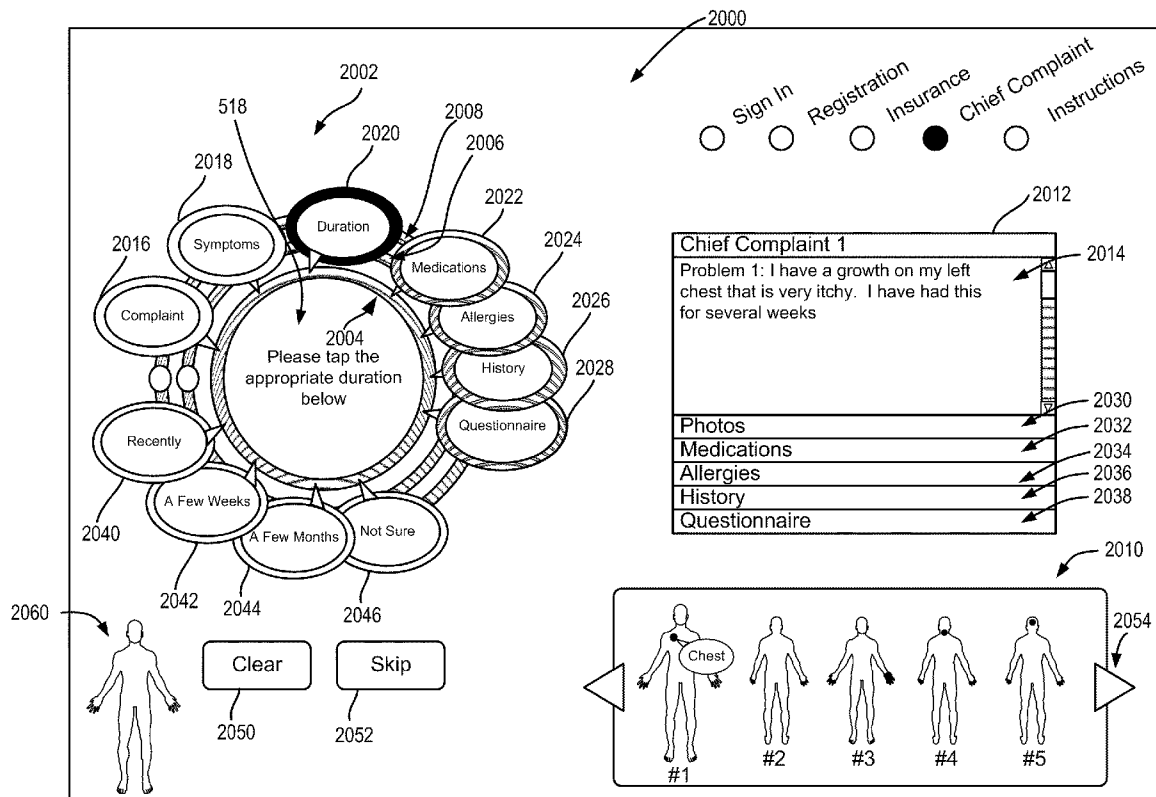 2000
Sign In
Registration
Insurance
Chief Complaint
Instructions
2002
518
2008
2020
2006
2018
2022
2016
2024
2026
2028
Duration
Symptoms
Medications
Complaint
Allergies
2004
History
Questionnaire
Please tap the
appropriate duration
below
Recently
A Few Weeks
A Few Months
Not Sure
2040
2042
2044
2046
2012
Chief Complaint 1
2014
Problem 1: I have a growth on my left
chest that is very itchy. I have had this
for several weeks
Photos
2030
Medications
2032
Allergies
2034
History
2036
Questionnaire
2038
2010
2060
Clear
Skip
2050
2052
2054
Chest
#1
#2
#3
#4
#5